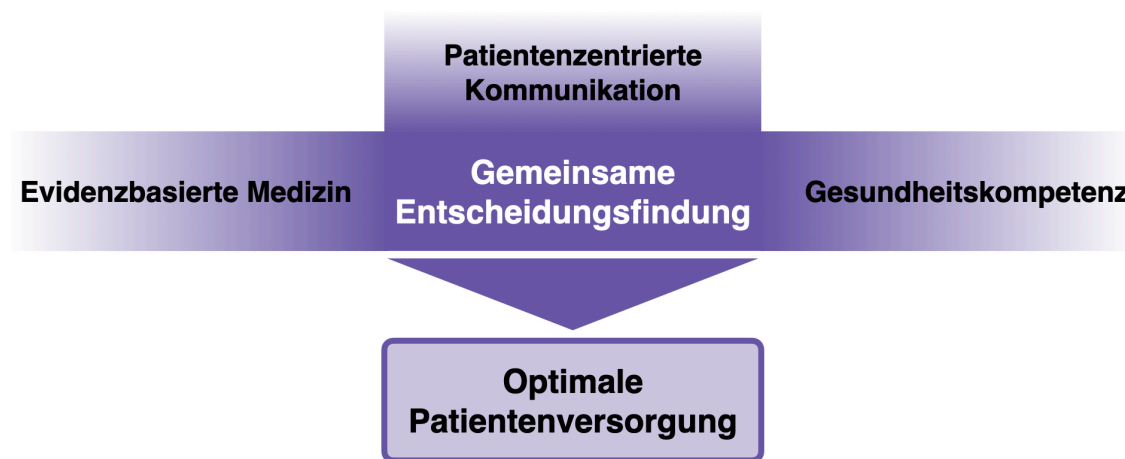 Patientenzentrierte
Kommunikation
Evidenzbasierte Medizin
Gemeinsame
Entscheidungsfindung
Gesundheitskompetenz
Optimale
Patientenversorgung